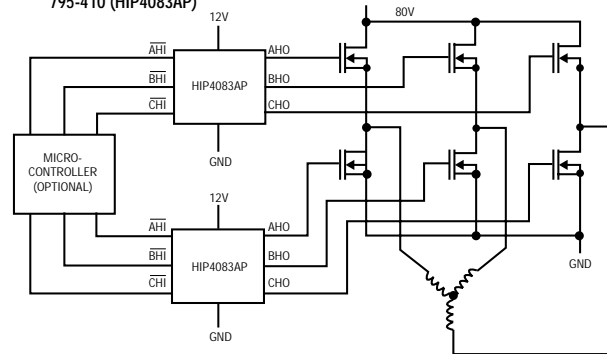 795-410 (HIP4083AP)
12V
80V
AHI
BHI
CHI
HIP4083AP
AHO
BHO
CHO
GND
MICRO-
CONTROLLER
(OPTIONAL)
12V
AHI
BHI
CHI
HIP4083AP
AHO
BHO
CHO
GND
GND